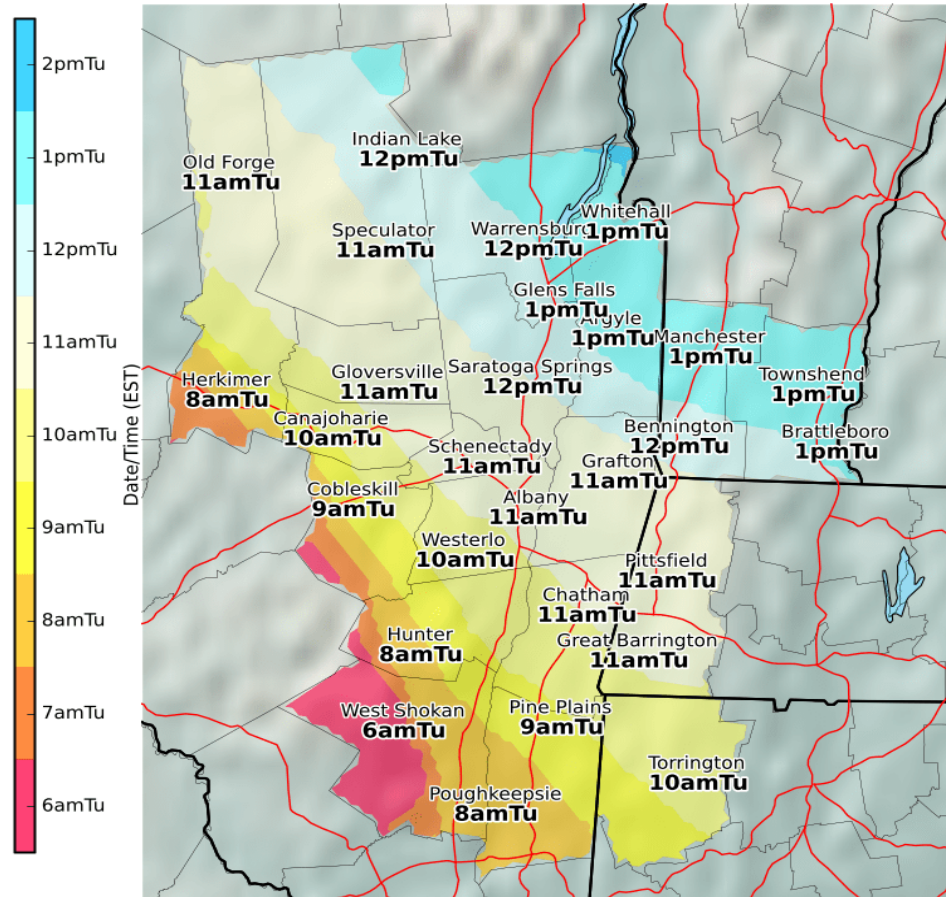 2pmTu
1pmTu
12pmTu
11amTu
10amTu
9amTu
8amTu
7amTu
6amTu
Date/Time (EST)
Indian Lake
12pmTu
Old Forge
11amTu
Whitehall
1pmTu
Speculator
11amTu
Warrensburg
12pmTu
Glens Falls
1pmTu
Argyle
1pmTu
Manchester
1pmTu
Saratoga Springs
12pmTu
Gloversville
11amTu
Herkimer
8amTu
Townshend
1pmTu
Canajoharie
10amTu
Bennington
12pmTu
Brattleboro
1pmTu
Schenectady
11amTu
Grafton
11amTu
Cobleskill
9amTu
Albany
11amTu
Westerlo
10amTu
Pittsfield
11amTu
Chatham
11amTu
Hunter
8amTu
Great Barrington
11amTu
West Shokan
6amTu
Pine Plains
9amTu
Torrington
10amTu
Poughkeepsie
8amTu